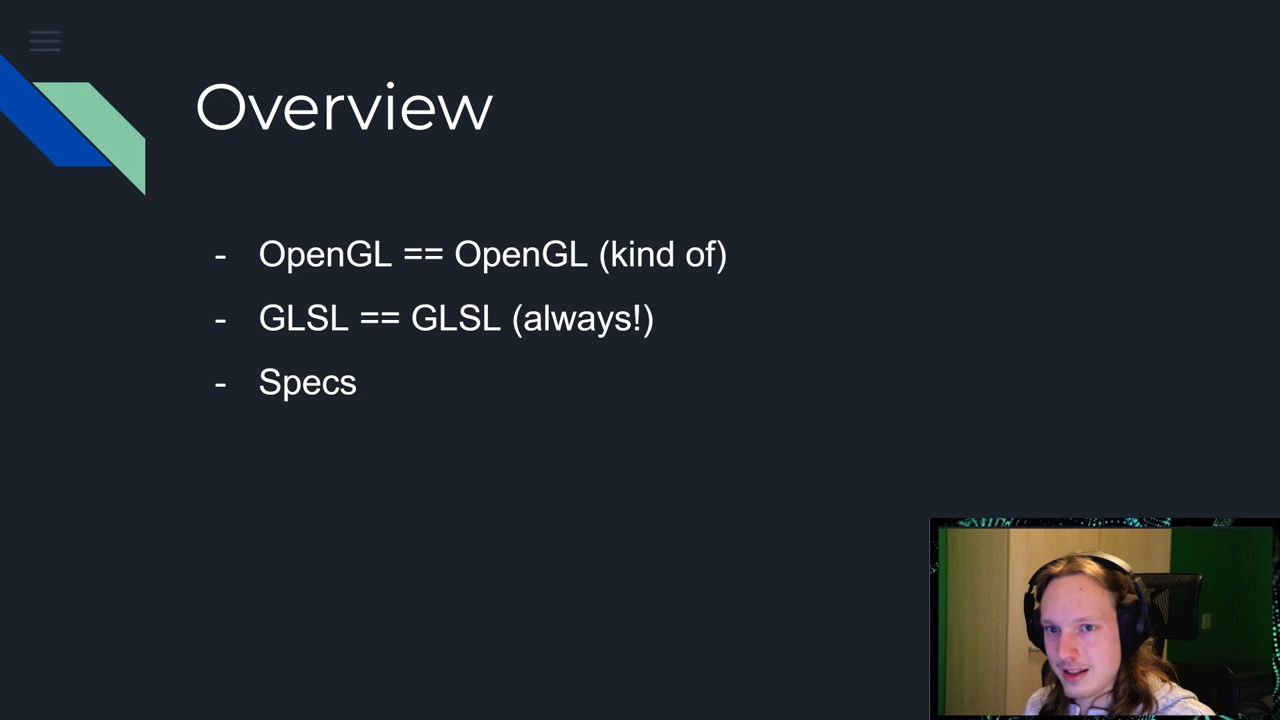 Overview
- OpenGL == OpenGL (kind of)
- GLSL == GLSL (always!)
- Specs